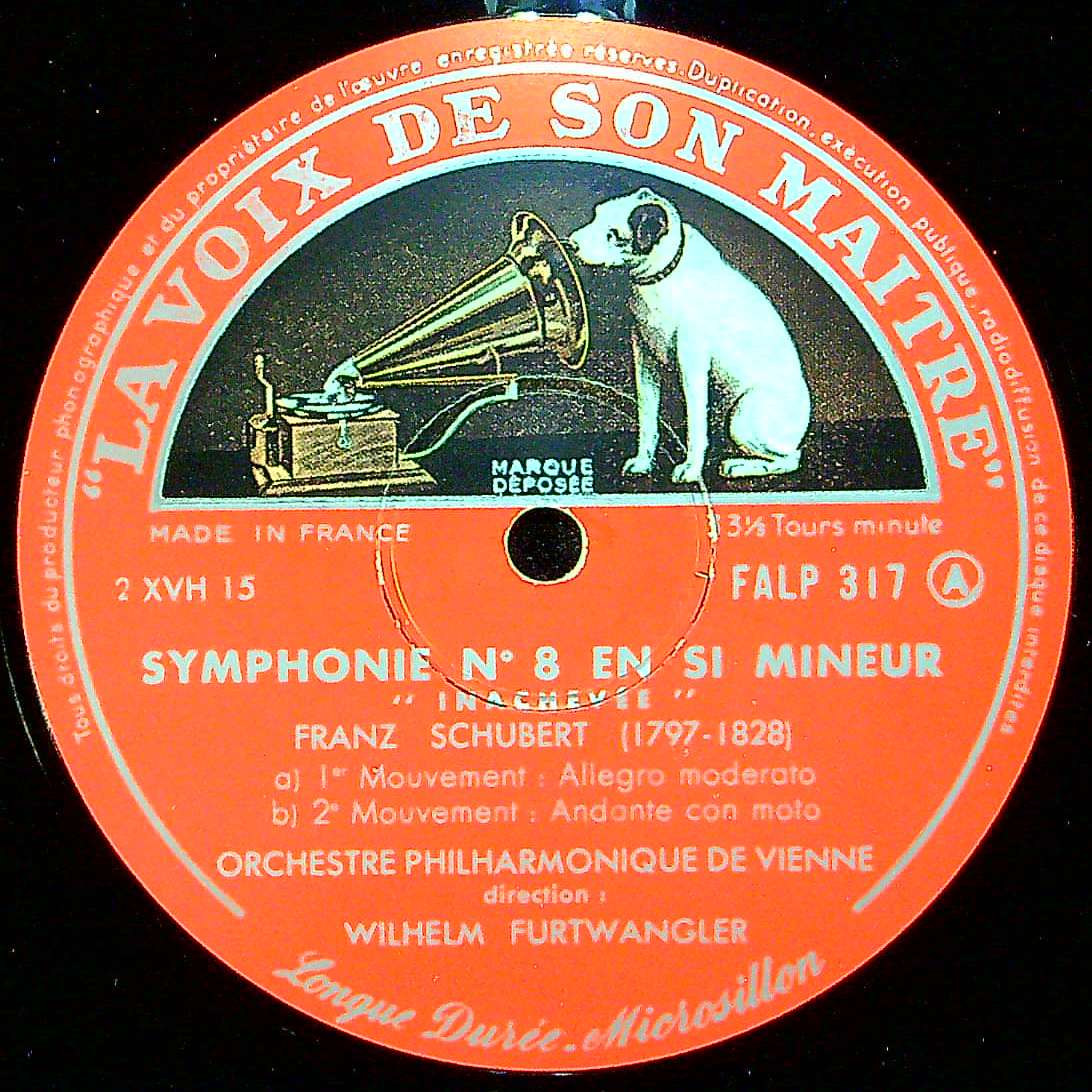 Tous droits du producteur phonographique et du propriétaire de l'œuvre enregistrée réservés. Duplication, exécution publique, radiodiffusion de ce disque interdites
"LA VOIX DE SON MAITRE"
MARQUE
DÉPOSÉE
MADE IN FRANCE
3⅓ Tours minute
2 XVH 15
FALP 317 A
SYMPHONIE N° 8 EN SI MINEUR
"INACHEVÉE"
FRANZ SCHUBERT (1797-1828)
a) 1er Mouvement : Allegro moderato
b) 2e Mouvement : Andante con moto
ORCHESTRE PHILHARMONIQUE DE VIENNE
direction :
WILHELM FURTWANGLER
Longue Durée - Microsillon